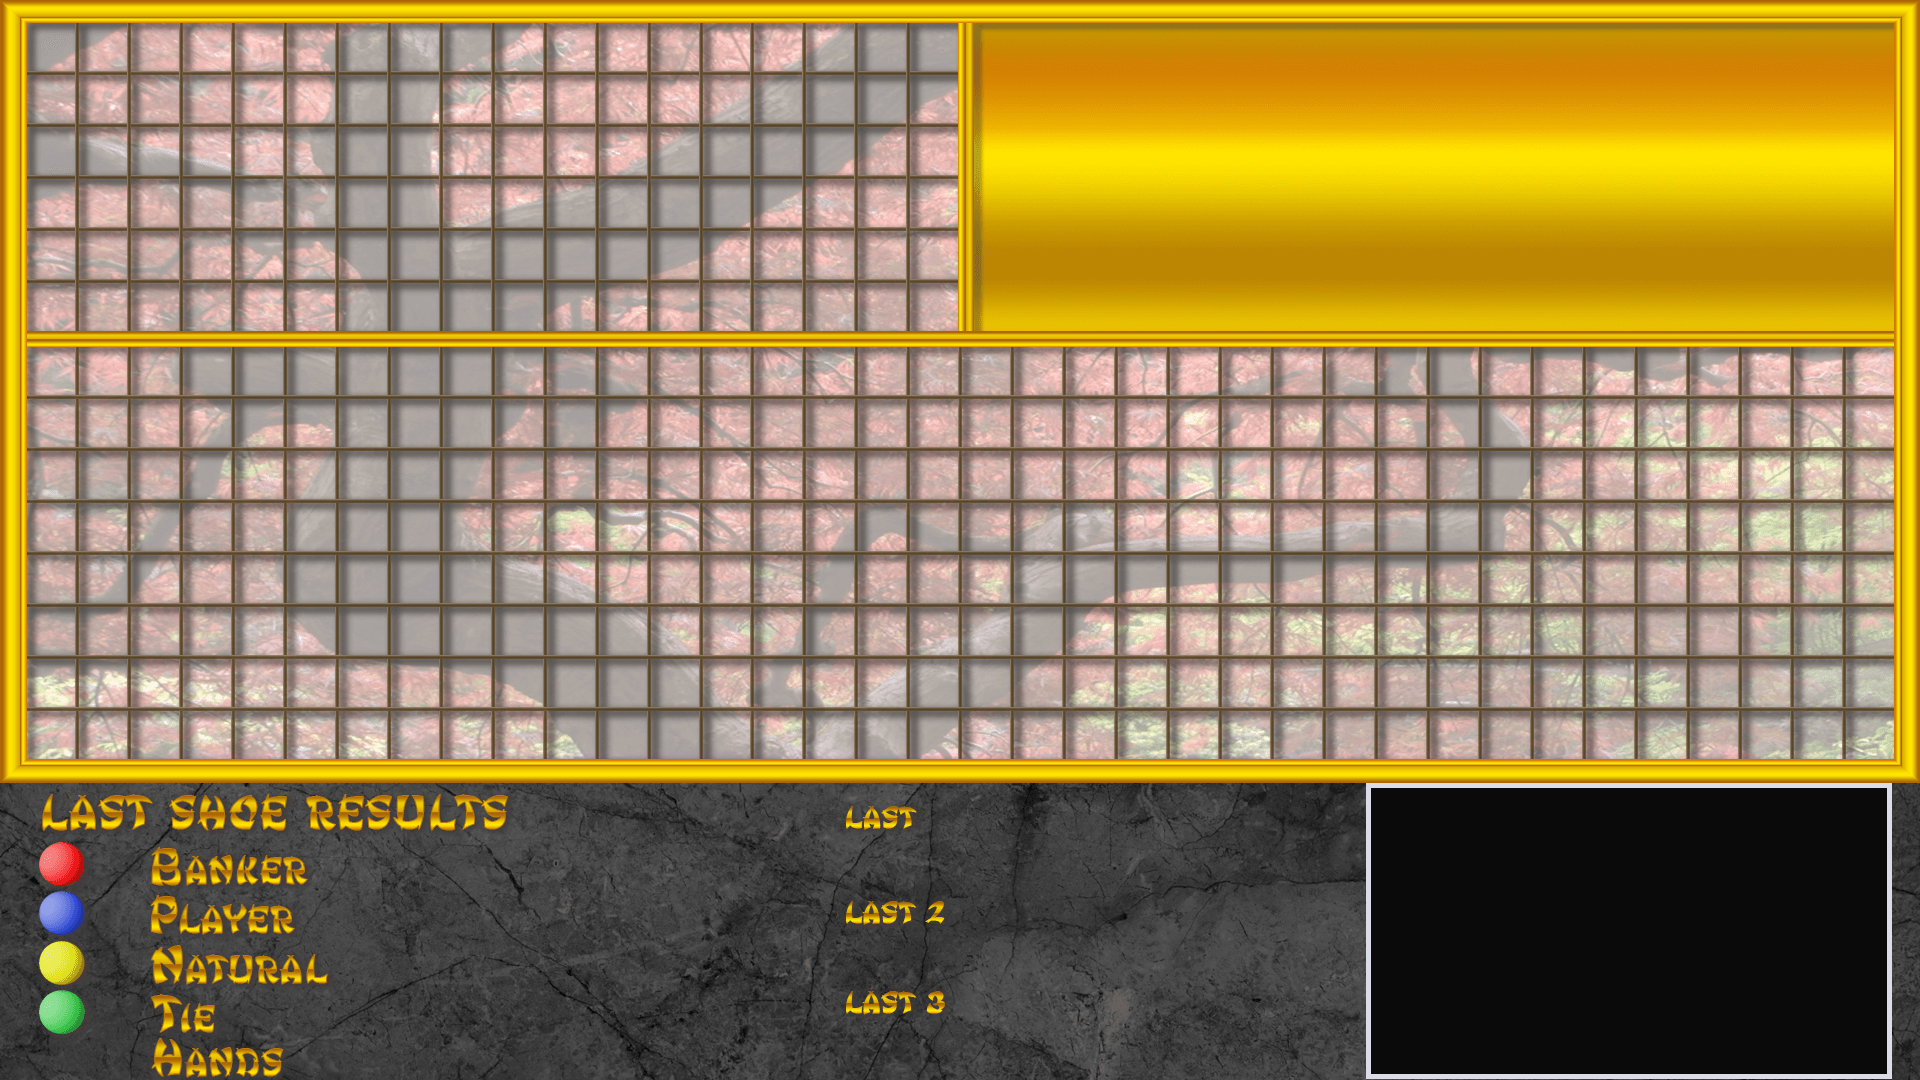 LAST SHOE RESULTS
BANKER
PLAYER
NATURAL
TIE
HANDS
LAST
LAST 2
LAST 3